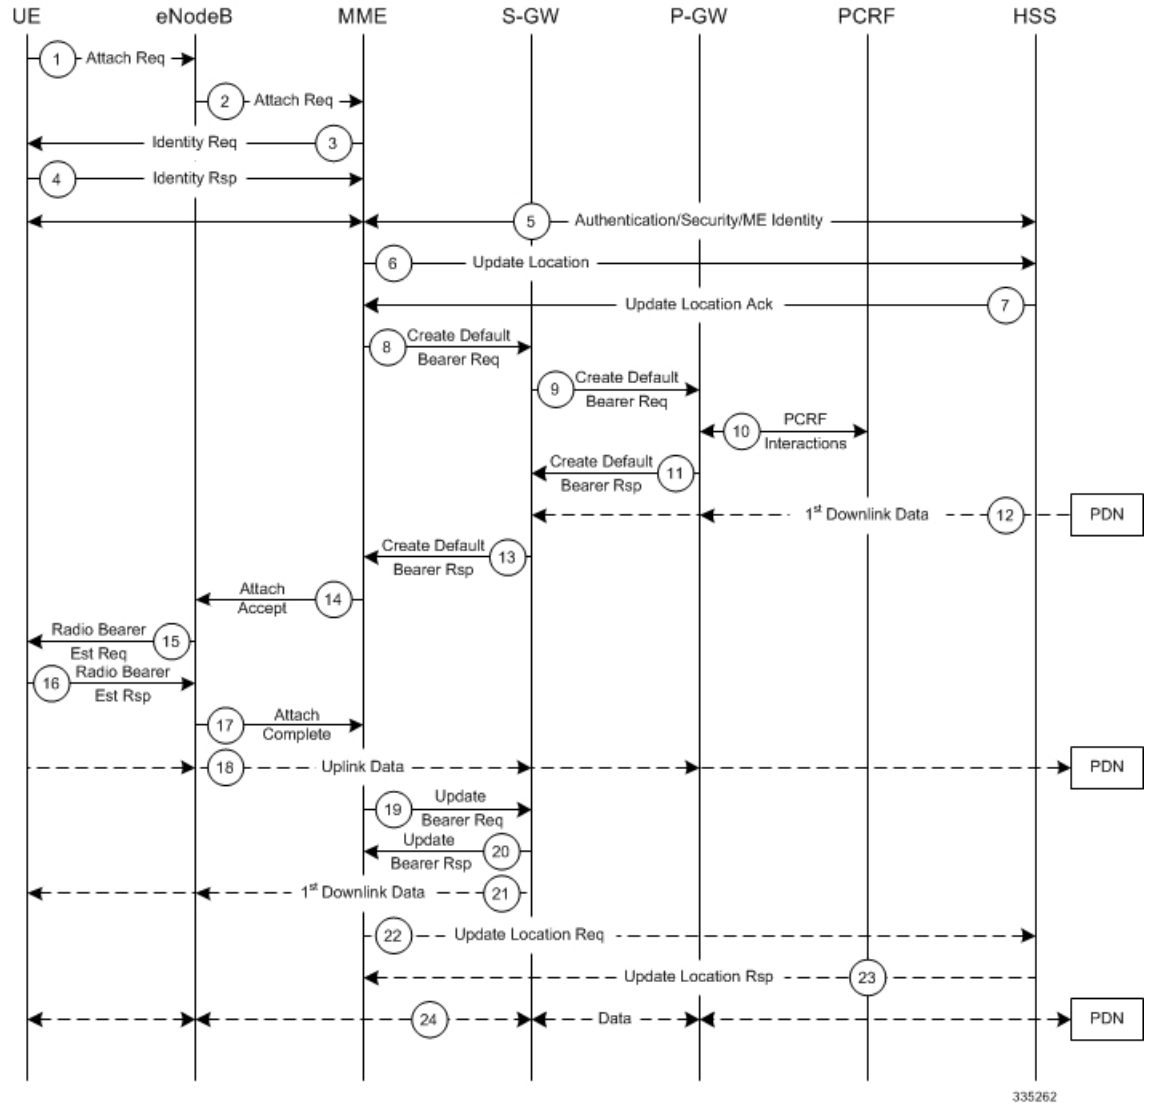 UE eNodeB MME S-GW P-GW PCRF HSS
1 Attach Req
2 Attach Req
Identity Req 3
4 Identity Rsp
5 Authentication/Security/ME Identity
6 Update Location
Update Location Ack 7
8 Create Default
Bearer Req
9 Create Default
Bearer Req
10 PCRF
Interactions
Create Default 11
Bearer Rsp
1st Downlink Data 12 PDN
Create Default 13
Bearer Rsp
Attach 14
Accept
Radio Bearer 15
Est Req
16 Radio Bearer
Est Rsp
17 Attach
Complete
18 Uplink Data PDN
19 Update
Bearer Req
Update 20
Bearer Rsp
1st Downlink Data 21
22 Update Location Req
Update Location Rsp 23
24 Data PDN
335262